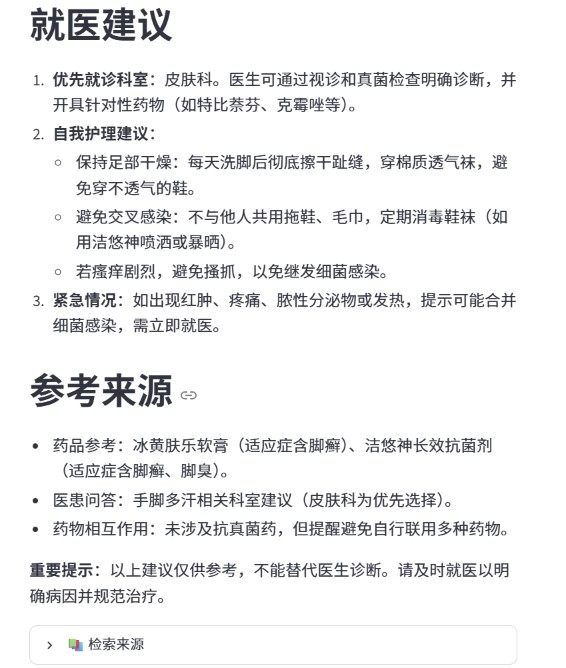 就医建议
1. 优先就诊科室：皮肤科。医生可通过视诊和真菌检查明确诊断，并
开具针对性药物（如特比萘芬、克霉唑等）。
2. 自我护理建议：
○ 保持足部干燥：每天洗脚后彻底擦干趾缝，穿棉质透气袜，避
免穿不透气的鞋。
○ 避免交叉感染：不与他人共用拖鞋、毛巾，定期消毒鞋袜（如
用洁悠神喷洒或暴晒）。
○ 若瘙痒剧烈，避免搔抓，以免继发细菌感染。
3. 紧急情况：如出现红肿、疼痛、脓性分泌物或发热，提示可能合并
细菌感染，需立即就医。
参考来源
• 药品参考：冰黄肤乐软膏（适应症含脚癣）、洁悠神长效抗菌剂
（适应症含脚癣、脚臭）。
• 医患问答：手脚多汗相关科室建议（皮肤科为优先选择）。
• 药物相互作用：未涉及抗真菌药，但提醒避免自行联用多种药物。
重要提示：以上建议仅供参考，不能替代医生诊断。请及时就医以明
确病因并规范治疗。
检索来源